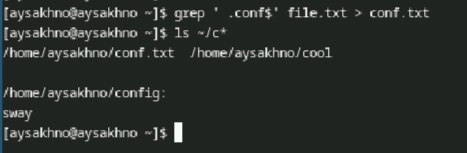 [aysakhno@aysakhno ~]$ grep ' .conf$' file.txt > conf.txt
[aysakhno@aysakhno ~]$ ls ~/c*
/home/aysakhno/conf.txt  /home/aysakhno/cool
/home/aysakhno/config:
sway
[aysakhno@aysakhno ~]$